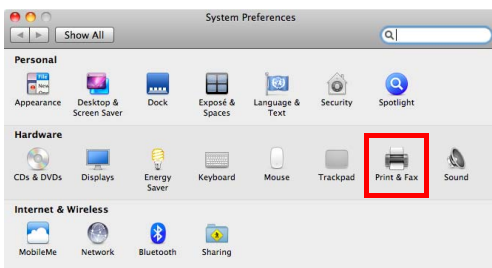 System Preferences
Show All
Personal
Appearance
Desktop &
Screen Saver
Dock
Exposé &
Spaces
Language &
Text
Security
Spotlight
Hardware
CDs & DVDs
Displays
Energy
Saver
Keyboard
Mouse
Trackpad
Print & Fax
Sound
Internet & Wireless
MobileMe
Network
Bluetooth
Sharing